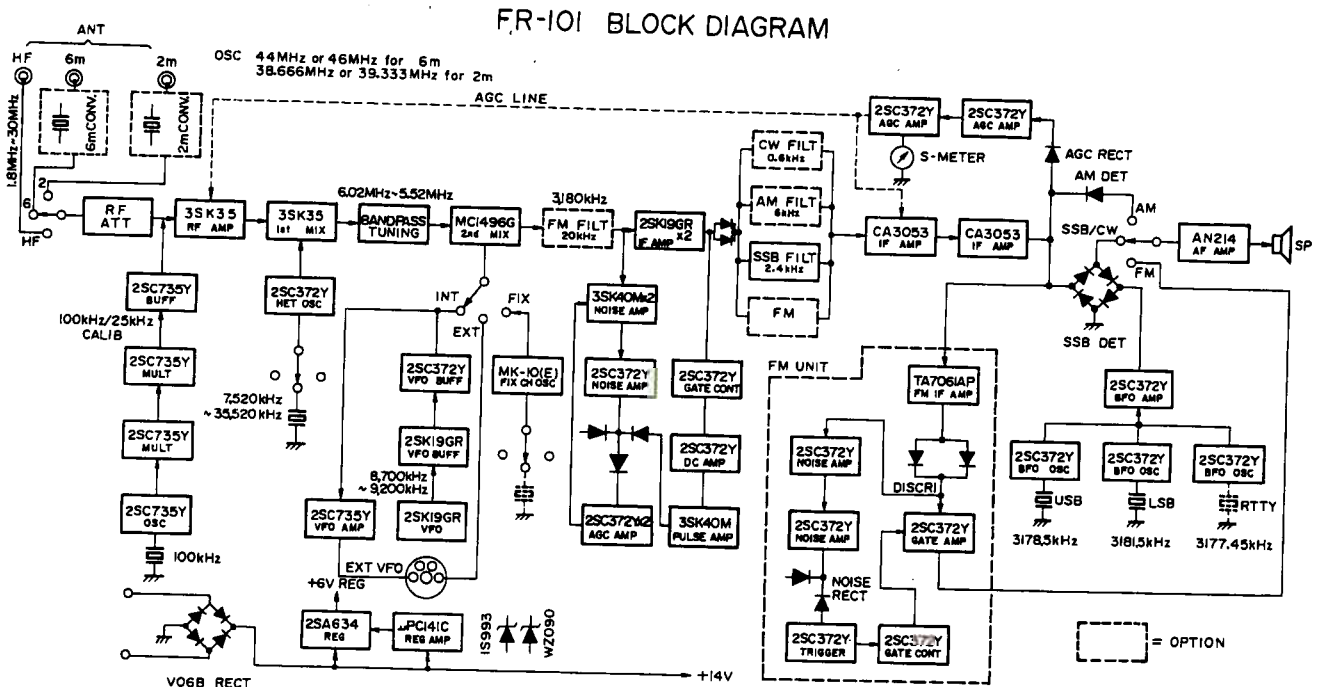 FR-101 BLOCK DIAGRAM
ANT
HF
6m
2m
OSC 44MHz or 46MHz for 6m
38.666MHz or 39.333MHz for 2m
1.8MHz~30MHz
6mCONV.
2mCONV.
AGC LINE
2SC372Y
AGC AMP
2SC372Y
AGC AMP
S-METER
AGC RECT
AM DET
CW FILT
0.6kHz
AM FILT
6kHz
SSB FILT
2.4kHz
FM
2
6
HF
RF
ATT
3SK35
RF AMP
3SK35
1st MIX
6.02MHz~5.52MHz
BANDPASS
TUNING
MC1496G
2nd MIX
3,180kHz
FM FILT
20kHz
2SK19GR
IF AMP x2
CA3053
IF AMP
CA3053
IF AMP
AM
SSB/CW
FM
AN214
AF AMP
SP
SSB DET
2SC735Y
BUFF
100kHz/25kHz
CALIB
2SC735Y
MULT
2SC735Y
MULT
2SC735Y
OSC
100kHz
2SC372Y
HET OSC
7,520kHz
~35,520kHz
INT
EXT
FIX
2SC372Y
VFO BUFF
2SK19GR
VFO BUFF
8,700kHz
~9,200kHz
2SK19GR
VFO
2SC735Y
VFO AMP
MK-10(E)
FIX CH OSC
EXT VFO
3SK40Mx2
NOISE AMP
2SC372Y
NOISE AMP
2SC372Yx2
AGC AMP
2SC372Y
GATE CONT
2SC372Y
DC AMP
3SK40M
PULSE AMP
FM UNIT
TA7061AP
FM IF AMP
2SC372Y
NOISE AMP
DISCRI
2SC372Y
NOISE AMP
2SC372Y
GATE AMP
NOISE
RECT
2SC372Y
TRIGGER
2SC372Y
GATE CONT
2SC372Y
BFO AMP
2SC372Y
BFO OSC
2SC372Y
BFO OSC
2SC372Y
BFO OSC
USB
LSB
RTTY
3178.5kHz
3181.5kHz
3177.45kHz
+6V REG
2SA634
REG
μPC141C
REG AMP
1S993
WZ090
V06B RECT
+14V
= OPTION